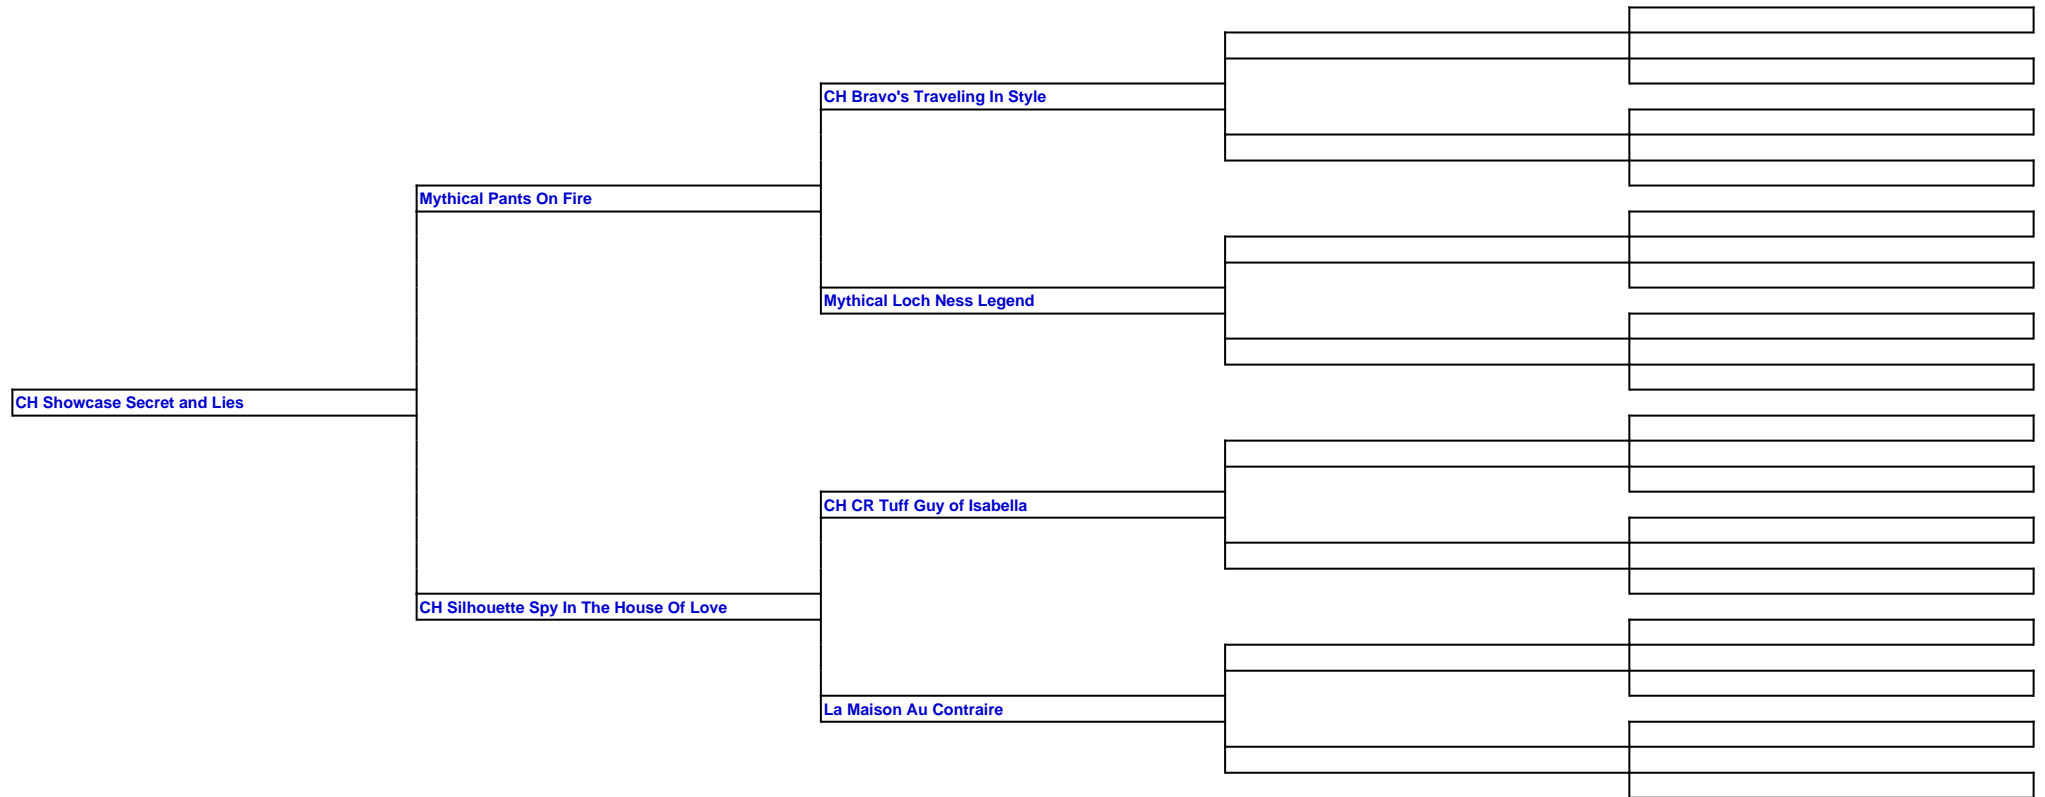 CH Bravo's Traveling In Style
Mythical Pants On Fire
Mythical Loch Ness Legend
CH Showcase Secret and Lies
CH CR Tuff Guy of Isabella
CH Silhouette Spy In The House Of Love
La Maison Au Contraire